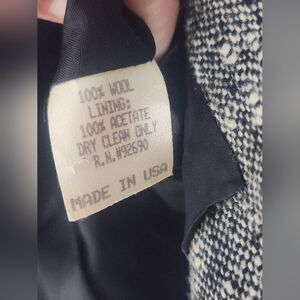 100% WOOL
LINING:
100% ACETATE
DRY CLEAN ONLY
R.N.#92690
MADE IN USA